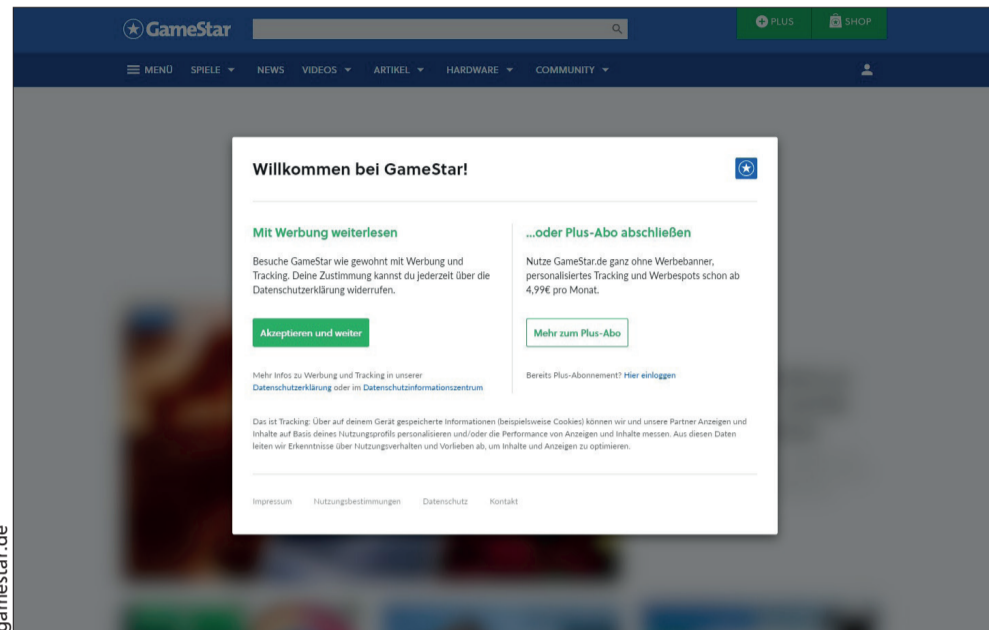 GameStar
PLUS
SHOP
MENÜ SPIELE NEWS VIDEOS ARTIKEL HARDWARE COMMUNITY
Willkommen bei GameStar!
Mit Werbung weiterlesen
Besuche GameStar wie gewohnt mit Werbung und
Tracking. Deine Zustimmung kannst du jederzeit über die
Datenschutzerklärung widerrufen.
Akzeptieren und weiter
Mehr Infos zu Werbung und Tracking in unserer
Datenschutzerklärung oder im Datenschutzinformationszentrum
...oder Plus-Abo abschließen
Nutze GameStar.de ganz ohne Werbebanner,
personalisiertes Tracking und Werbespots schon ab
4,99€ pro Monat.
Mehr zum Plus-Abo
Bereits Plus-Abonnement? Hier einloggen
Das ist Tracking: Über auf deinem Gerät gespeicherte Informationen (beispielsweise Cookies) können wir und unsere Partner Anzeigen und
Inhalte auf Basis deines Nutzungsprofils personalisieren und/oder die Performance von Anzeigen und Inhalte messen. Aus diesen Daten
leiten wir Erkenntnisse über Nutzungsverhalten und Vorlieben ab, um Inhalte und Anzeigen zu optimieren.
Impressum Nutzungsbestimmungen Datenschutz Kontakt
gamestar.de